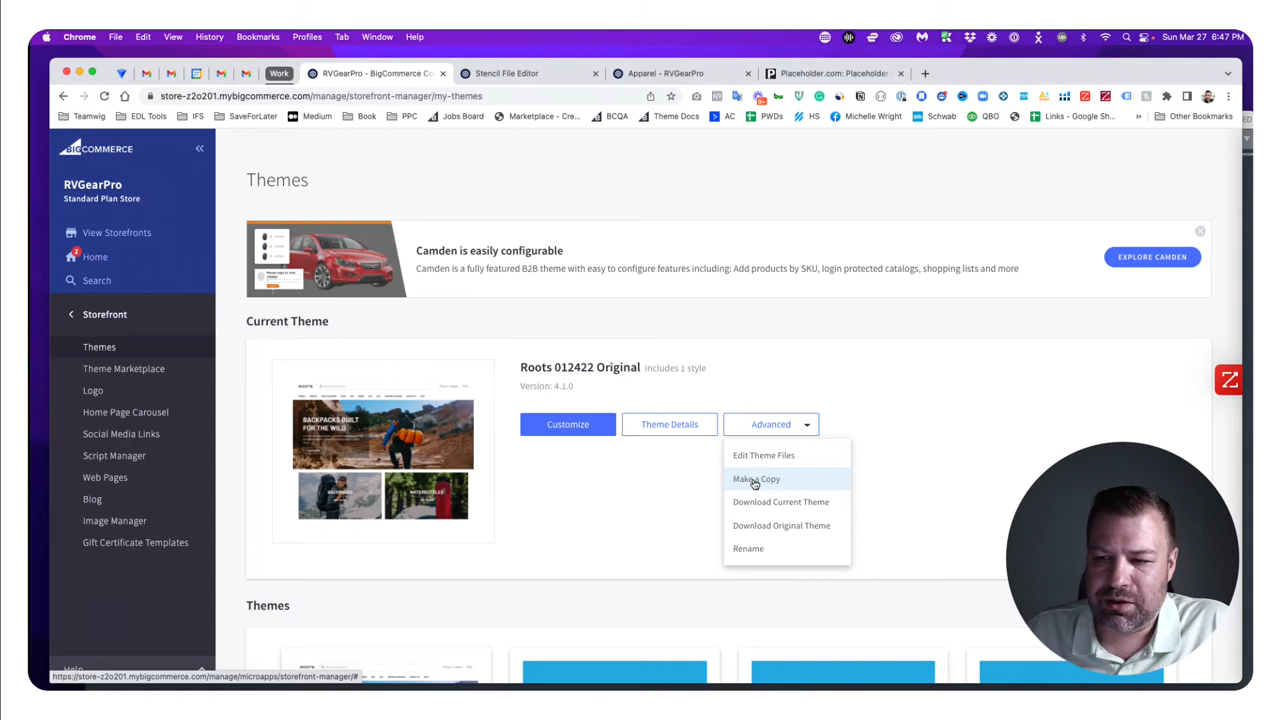 Chrome File Edit View History Bookmarks Profiles Tab Window Help Sun Mar 27 6:47 PM
Work RVGearPro - BigCommerce Co Stencil File Editor Apparel - RVGearPro Placeholder.com: Placeholder
store-z2o201.mybigcommerce.com/manage/storefront-manager/my-themes
Teamwig EDL Tools IFS SaveForLater Medium Book PPC Jobs Board Marketplace - Cre... BCQA Theme Docs AC PWDs HS Michelle Wright Schwab QBO Links - Google Sh... » Other Bookmarks
BIGCOMMERCE
RVGearPro
Standard Plan Store
View Storefronts
2
Home
Search
Storefront
Themes
Theme Marketplace
Logo
Home Page Carousel
Social Media Links
Script Manager
Web Pages
Blog
Image Manager
Gift Certificate Templates
Help
Themes
Camden is easily configurable
Camden is a fully featured B2B theme with easy to configure features including: Add products by SKU, login protected catalogs, shopping lists and more
EXPLORE CAMDEN
Current Theme
ROOTS
BACKPACKS BUILT
FOR THE WILD
BACKPACKS
WATERBOTTLES
Roots 012422 Original Includes 1 style
Version: 4.1.0
Customize Theme Details Advanced
Edit Theme Files
Make a Copy
Download Current Theme
Download Original Theme
Rename
Themes
https://store-z2o201.mybigcommerce.com/manage/microapps/storefront-manager/#